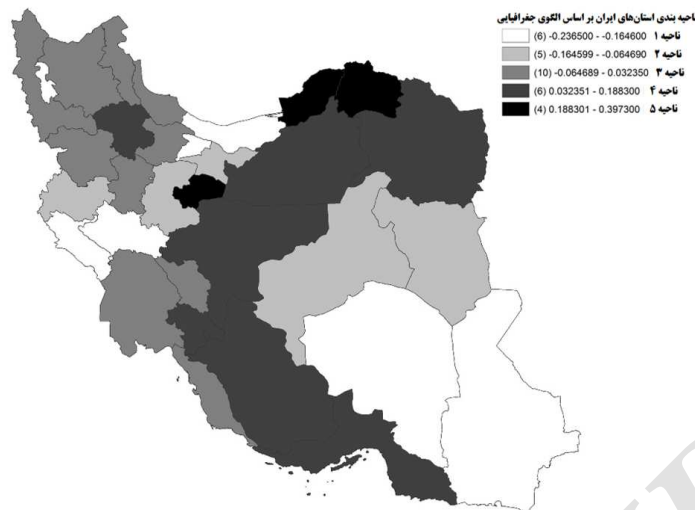 ناحیه بندی استان‌های ایران بر اساس الگوی جغرافیایی
(6) -0.236500 - -0.164600 ناحیه ۱
(5) -0.164599 - -0.064690 ناحیه ۲
(10) -0.064689 - 0.032350 ناحیه ۳
(6) 0.032351 - 0.188300 ناحیه ۴
(4) 0.188301 - 0.397300 ناحیه ۵